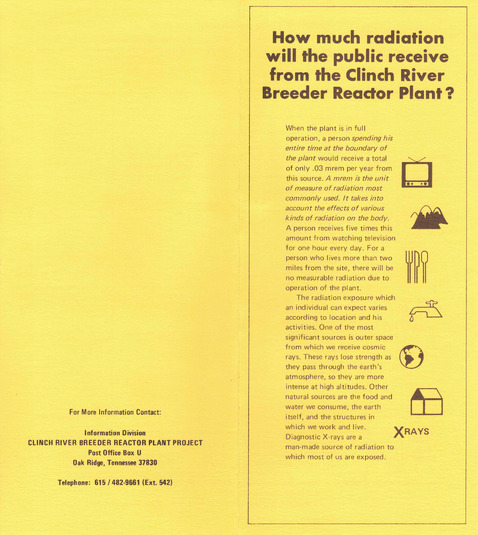 How much radiation
will the public receive
from the Clinch River
Breeder Reactor Plant?
When the plant is in full
operation, a person spending his
entire time at the boundary of
the plant would receive a total
of only .03 mrem per year from
this source. A mrem is the unit
of measure of radiation most
commonly used. It takes into
account the effects of various
kinds of radiation on the body.
A person receives five times this
amount from watching television
for one hour every day. For a
person who lives more than two
miles from the site, there will be
no measurable radiation due to
operation of the plant.
The radiation exposure which
an individual can expect varies
according to location and his
activities. One of the most
significant sources is outer space
from which we receive cosmic
rays. These rays lose strength as
they pass through the earth's
atmosphere, so they are more
intense at high altitudes. Other
natural sources are the food and
water we consume, the earth
itself, and the structures in
which we work and live.
Diagnostic X-rays are a
man-made source of radiation to
which most of us are exposed.
XRAYS
For More Information Contact:
Information Division
CLINCH RIVER BREEDER REACTOR PLANT PROJECT
Post Office Box U
Oak Ridge, Tennessee 37830
Telephone: 615 / 482-9661 (Ext. 542)